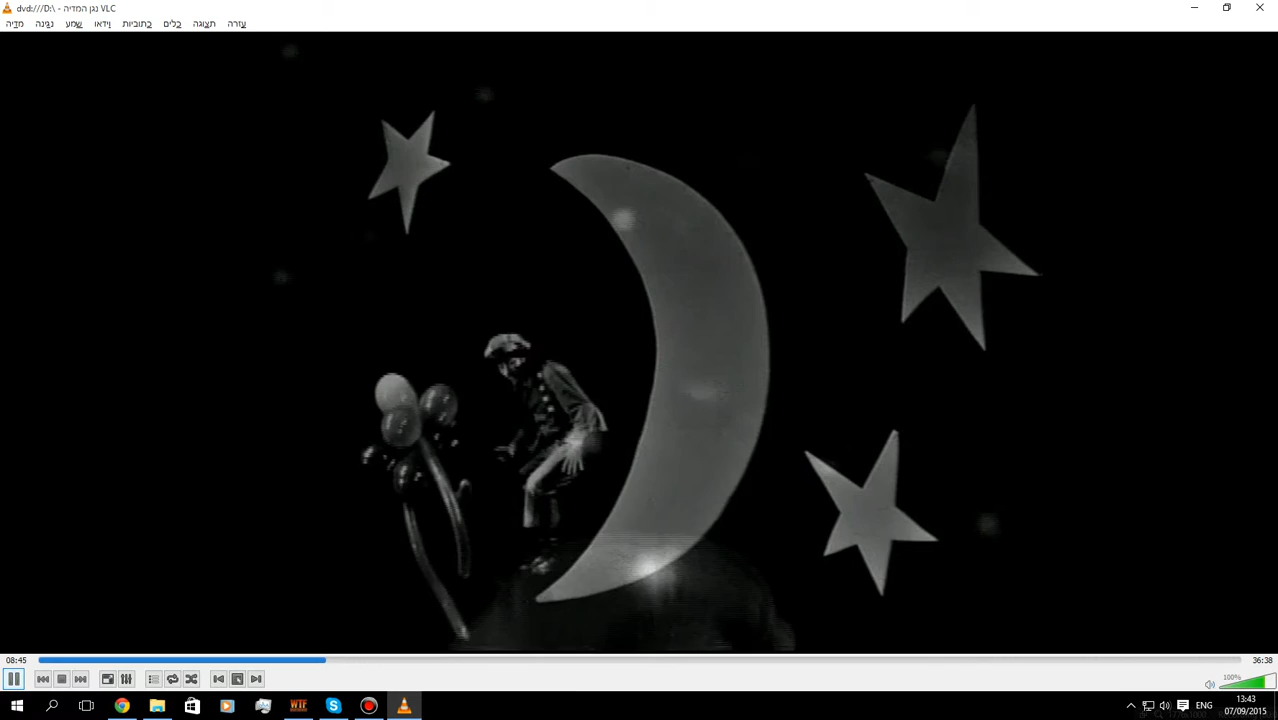 dvd:///D:\ - נגן המדיה VLC
מדיה נגינה שמע וידאו כתוביות כלים תצוגה עזרה
08:45 36:38
100%
WTF
ENG
13:43
07/09/2015